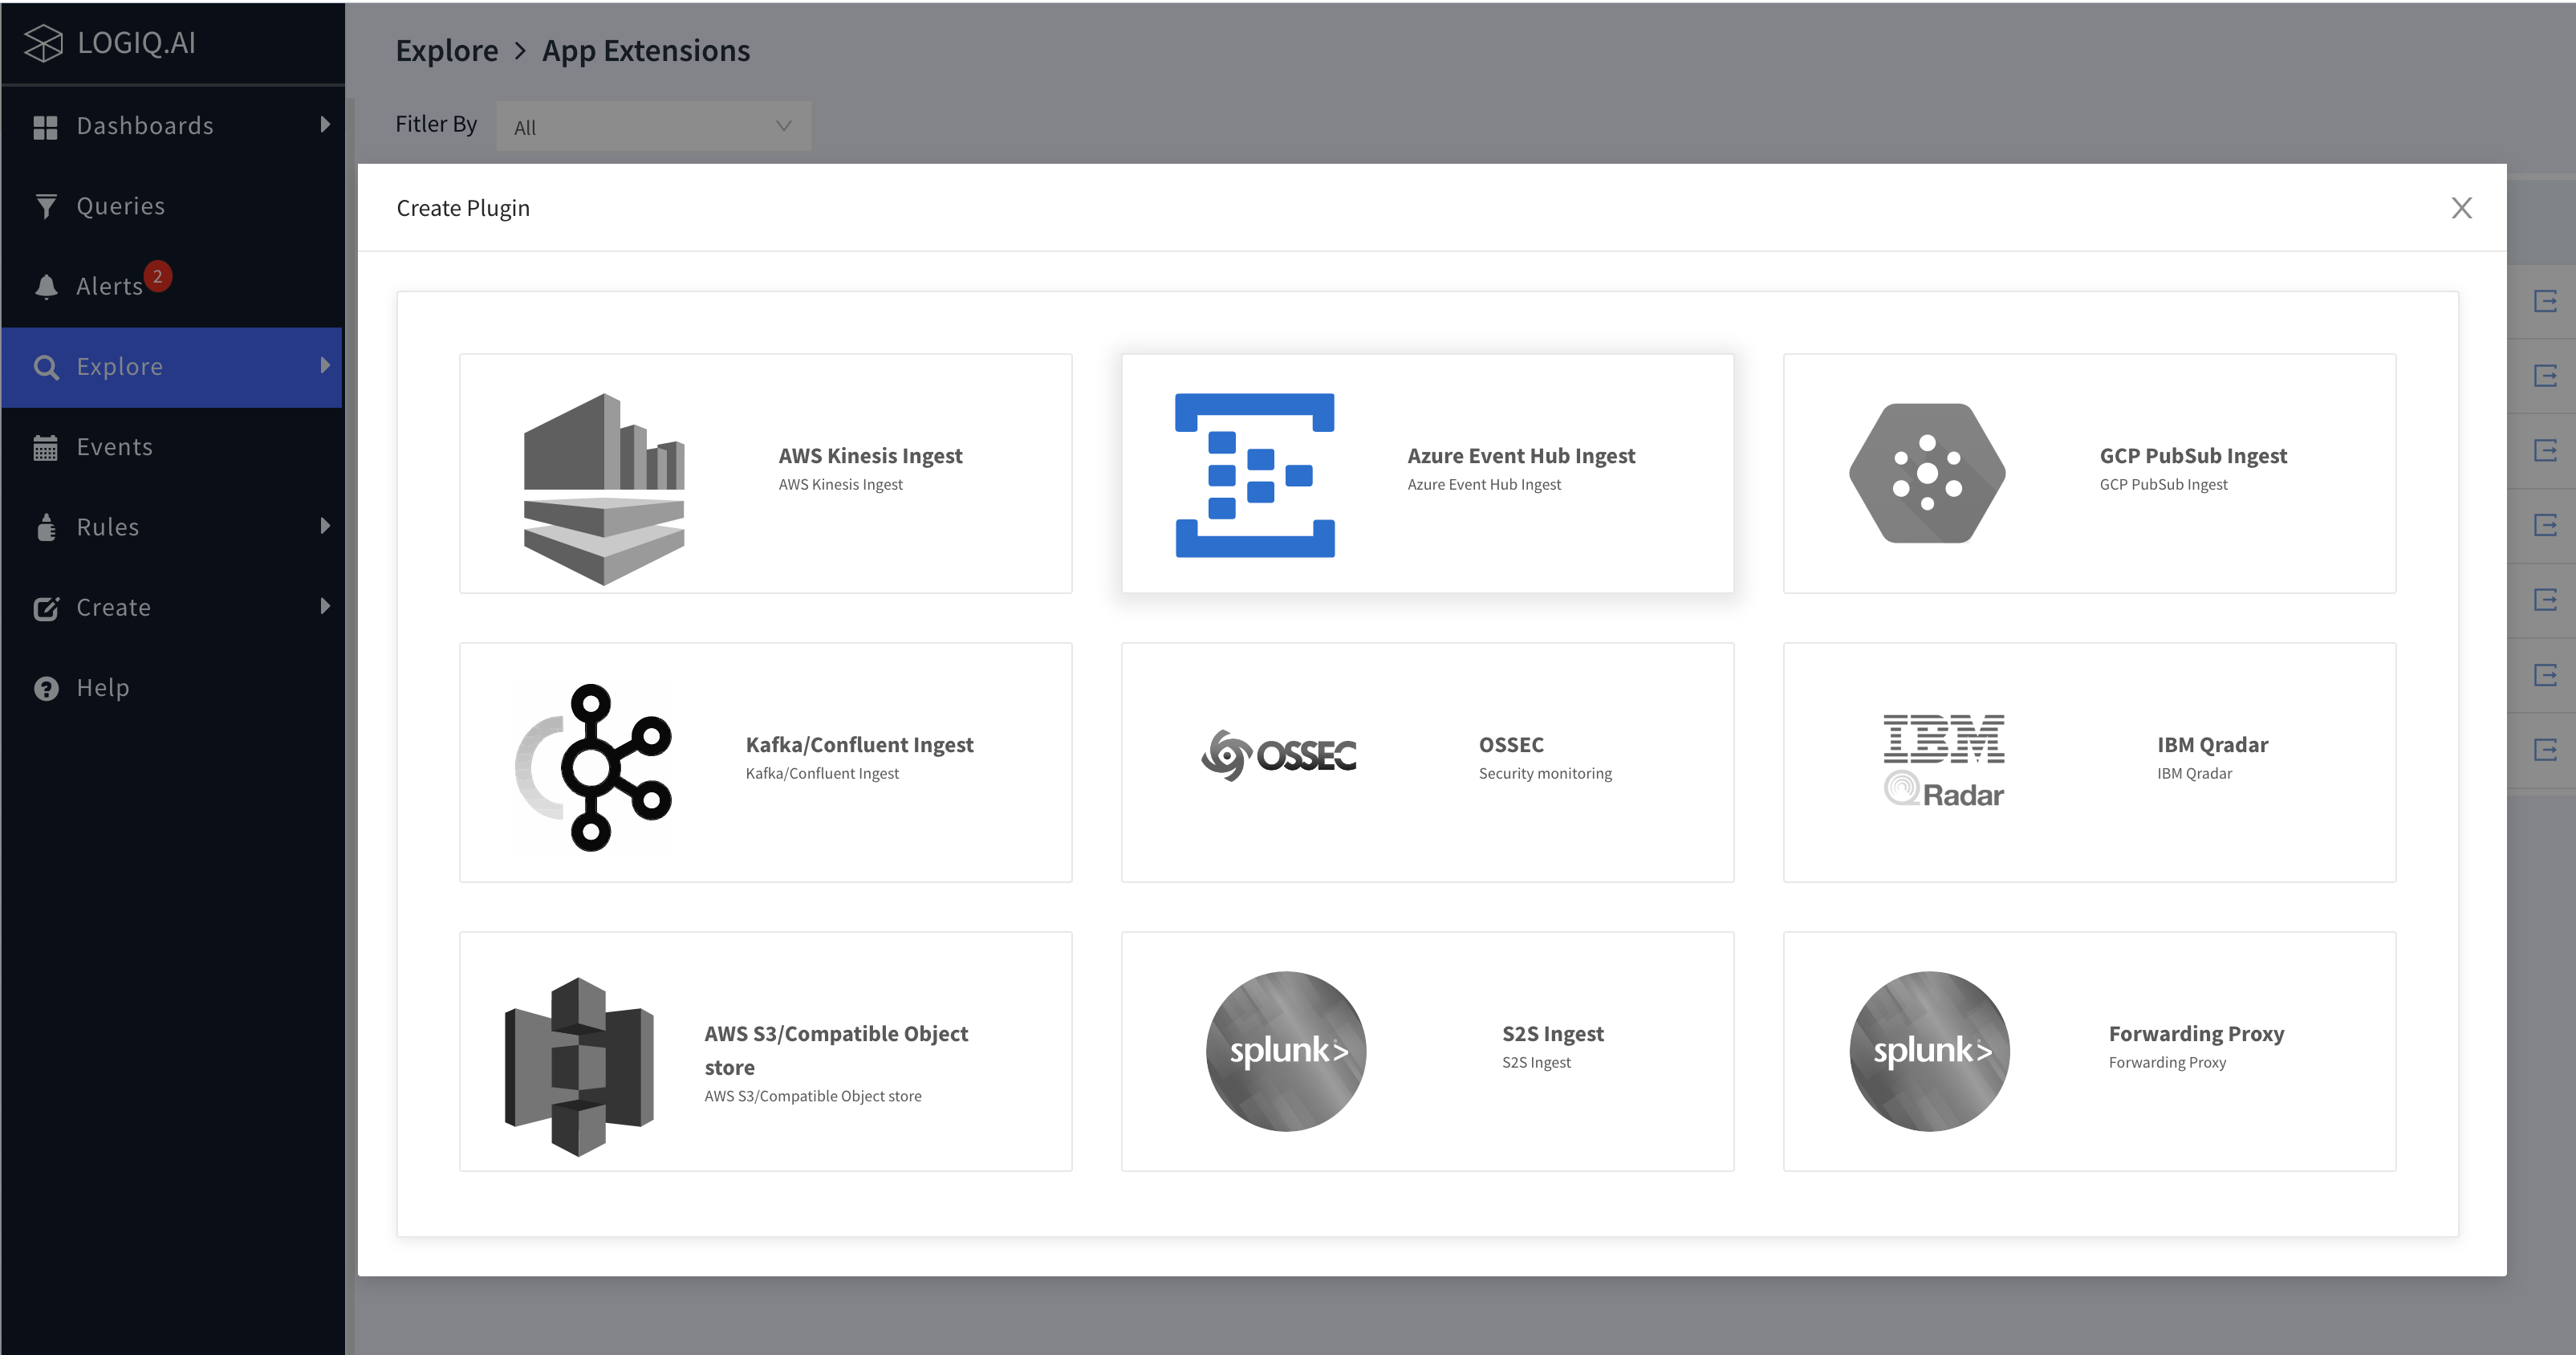 LOGIQ.AI
Dashboards
Queries
Alerts 2
Explore
Events
Rules
Create
Help
Explore > App Extensions
Fitler By All
Create Plugin X
AWS Kinesis Ingest
AWS Kinesis Ingest
Azure Event Hub Ingest
Azure Event Hub Ingest
GCP PubSub Ingest
GCP PubSub Ingest
Kafka/Confluent Ingest
Kafka/Confluent Ingest
OSSEC
OSSEC
Security monitoring
IBM
QRadar
IBM Qradar
IBM Qradar
AWS S3/Compatible Object
store
AWS S3/Compatible Object store
splunk>
S2S Ingest
S2S Ingest
splunk>
Forwarding Proxy
Forwarding Proxy